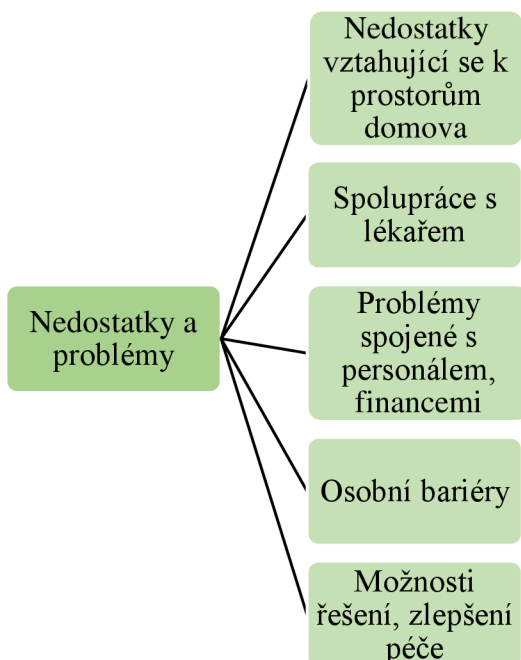 Nedostatky a
problémy
Nedostatky
vztahující se k
prostorům
domova
Spolupráce s
lékařem
Problémy
spojené s
personálem,
financemi
Osobní bariéry
Možnosti
řešení, zlepšení
péče